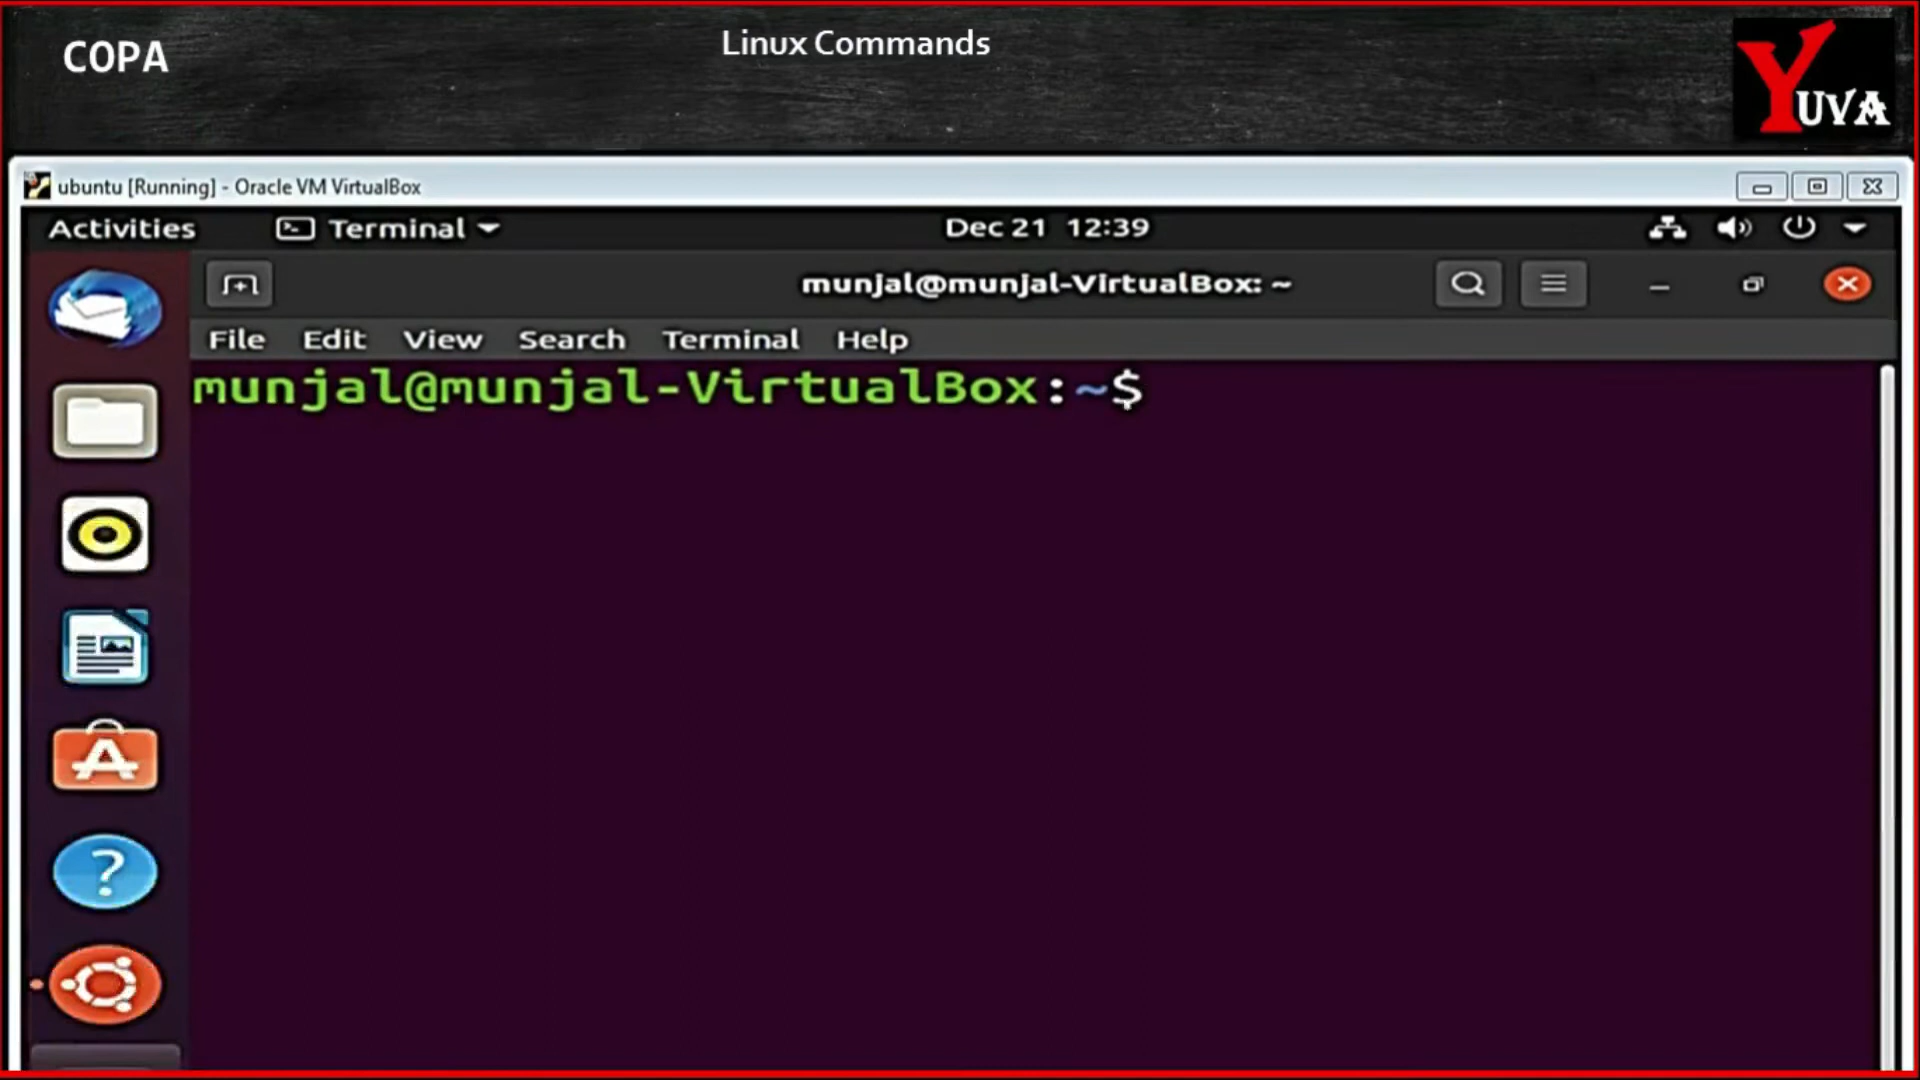 COPA
Linux Commands
YUVA
ubuntu [Running] - Oracle VM VirtualBox
Activities
Terminal
Dec 21 12:39
munjal@munjal-VirtualBox: ~
File Edit View Search Terminal Help
munjal@munjal-VirtualBox:~$